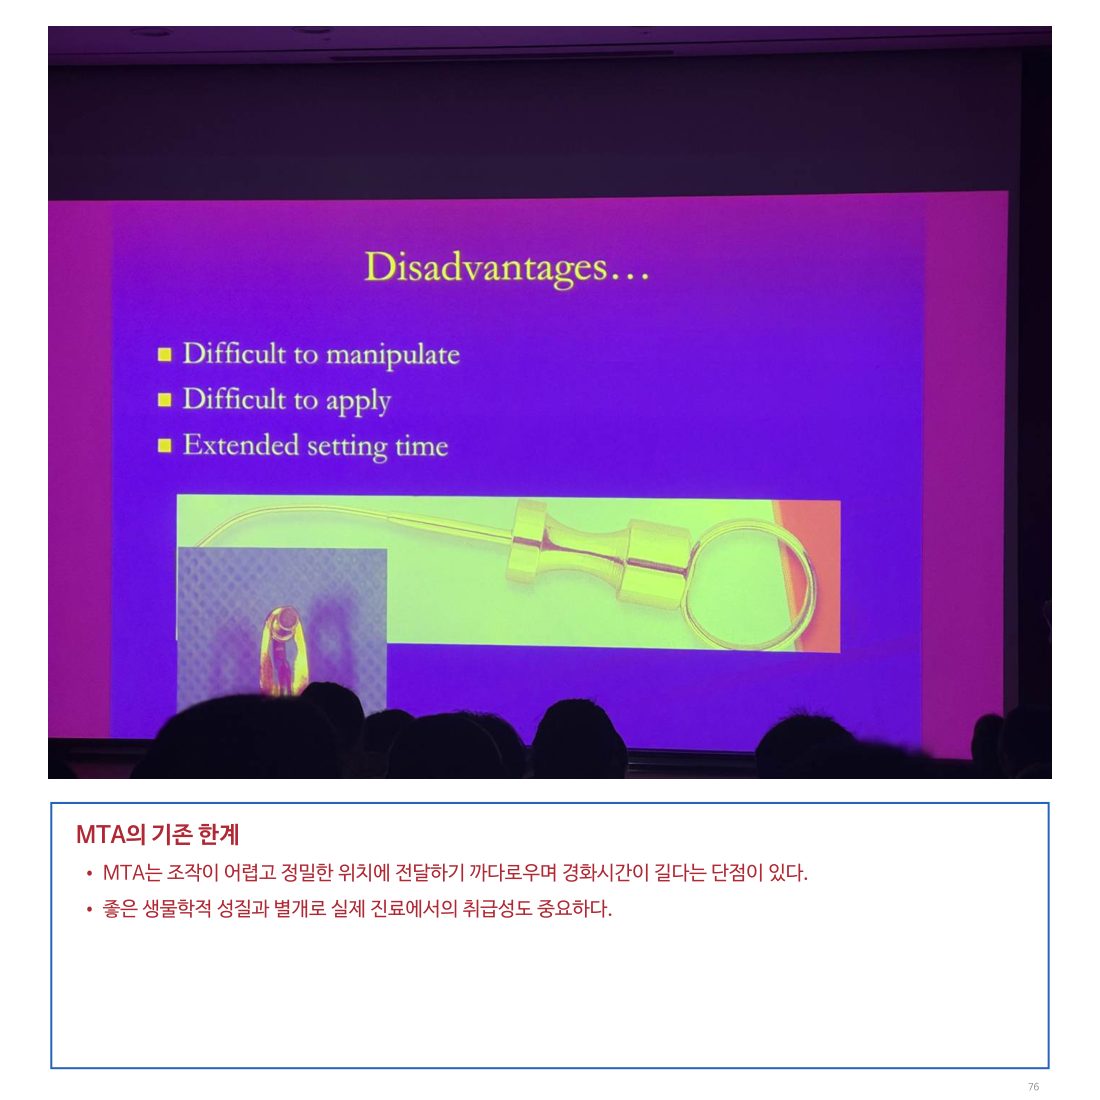 Disadvantages...
Difficult to manipulate
Difficult to apply
Extended setting time
MTA의 기존 한계
• MTA는 조작이 어렵고 정밀한 위치에 전달하기 까다로우며 경화시간이 길다는 단점이 있다.
• 좋은 생물학적 성질과 별개로 실제 진료에서의 취급성도 중요하다.
76